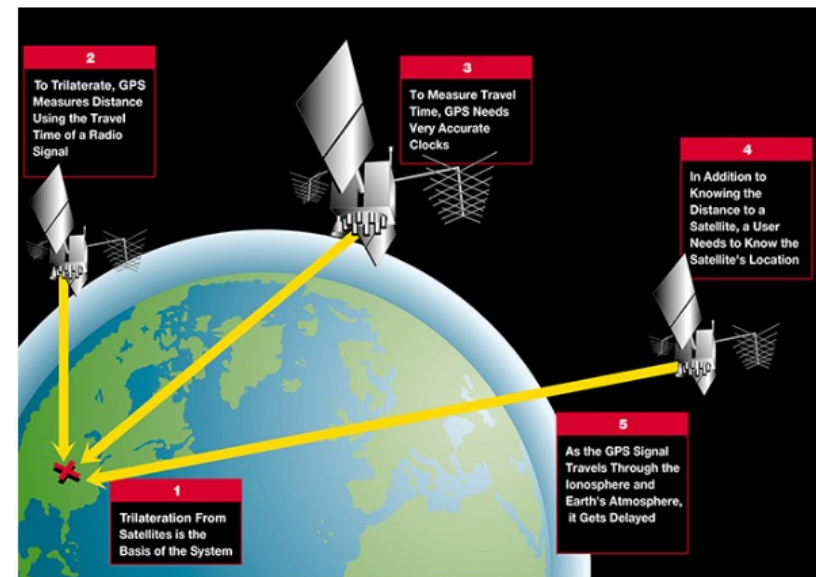 2
To Trilaterate, GPS
Measures Distance
Using the Travel
Time of a Radio
Signal
3
To Measure Travel
Time, GPS Needs
Very Accurate
Clocks
4
In Addition to
Knowing the
Distance to a
Satellite, a User
Needs to Know the
Satellite's Location
5
As the GPS Signal
Travels Through the
Ionosphere and
Earth's Atmosphere,
it Gets Delayed
1
Trilateration From
Satellites is the
Basis of the System